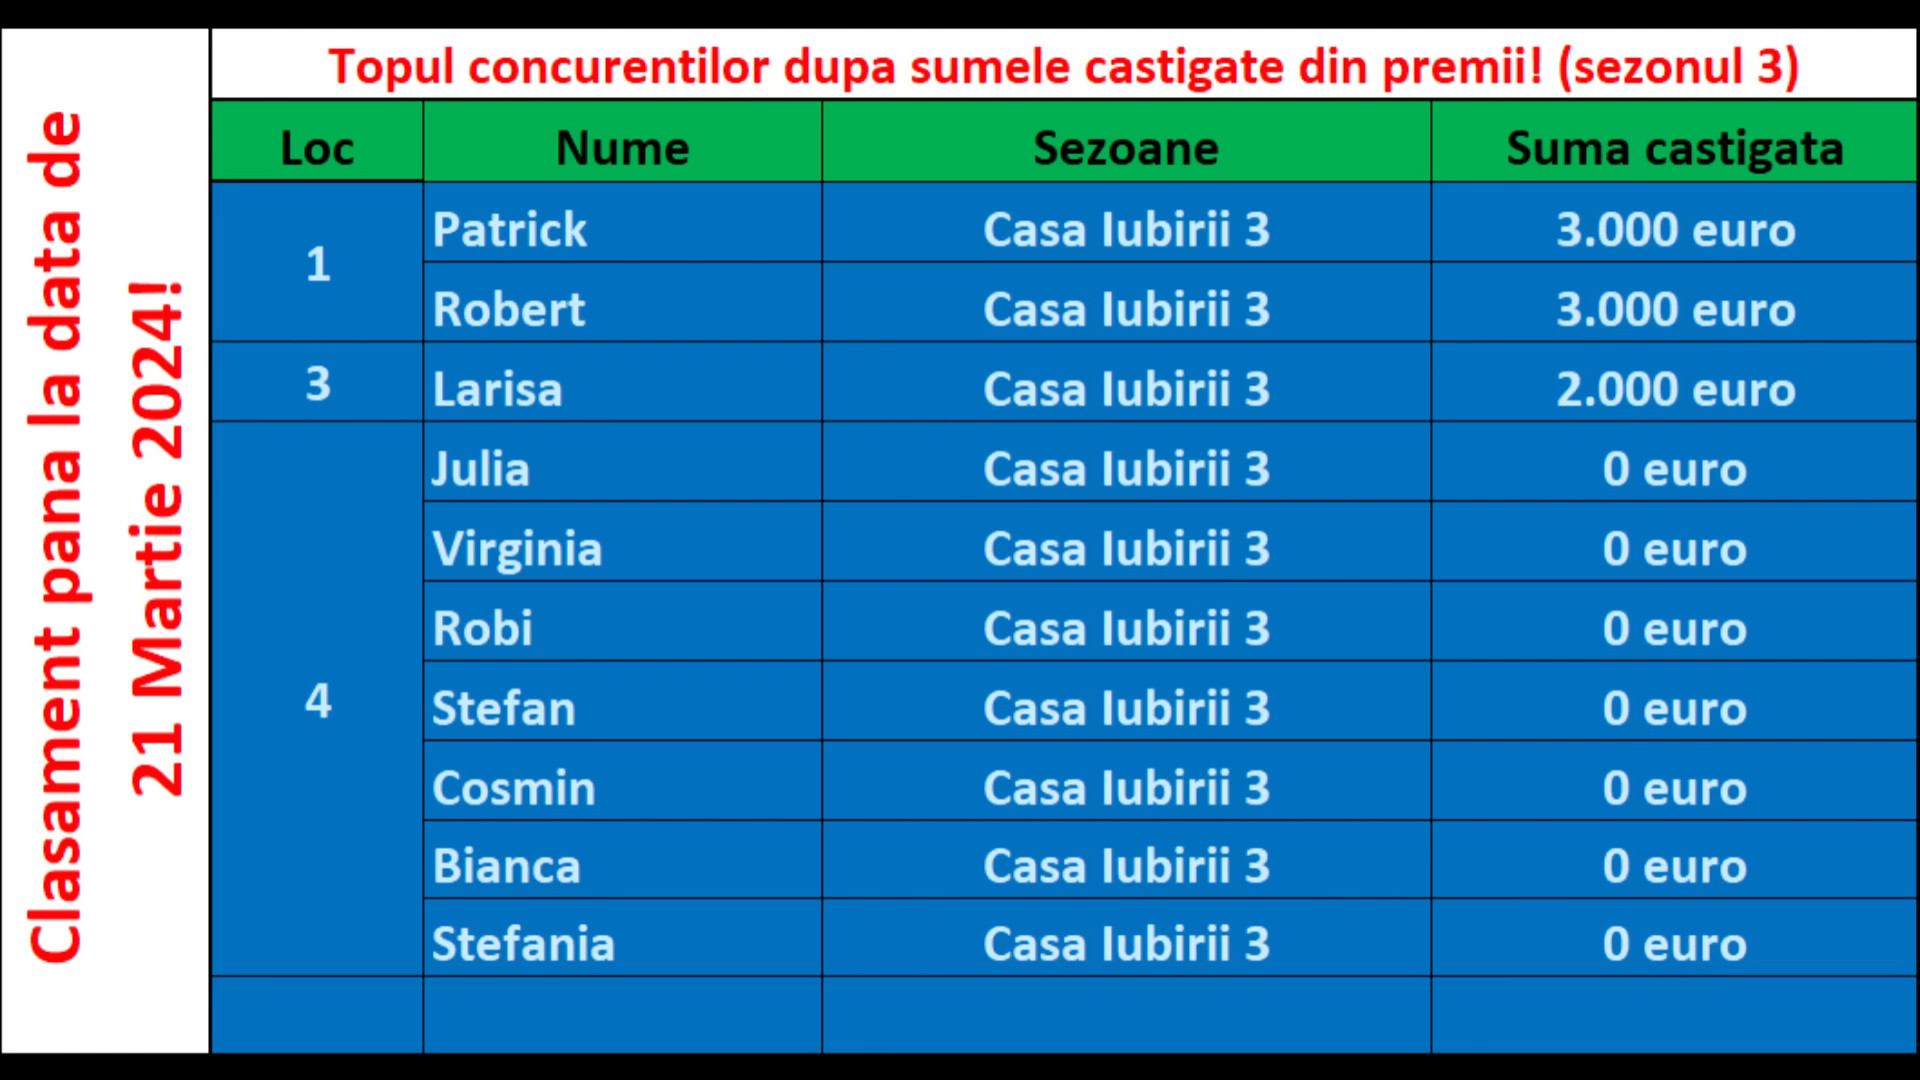 Clasament pana la data de
21 Martie 2024!
Topul concurentilor dupa sumele castigate din premii! (sezonul 3)
Loc Nume Sezoane Suma castigata
1 Patrick Casa Iubirii 3 3.000 euro
Robert Casa Iubirii 3 3.000 euro
3 Larisa Casa Iubirii 3 2.000 euro
4 Julia Casa Iubirii 3 0 euro
Virginia Casa Iubirii 3 0 euro
Robi Casa Iubirii 3 0 euro
Stefan Casa Iubirii 3 0 euro
Cosmin Casa Iubirii 3 0 euro
Bianca Casa Iubirii 3 0 euro
Stefania Casa Iubirii 3 0 euro